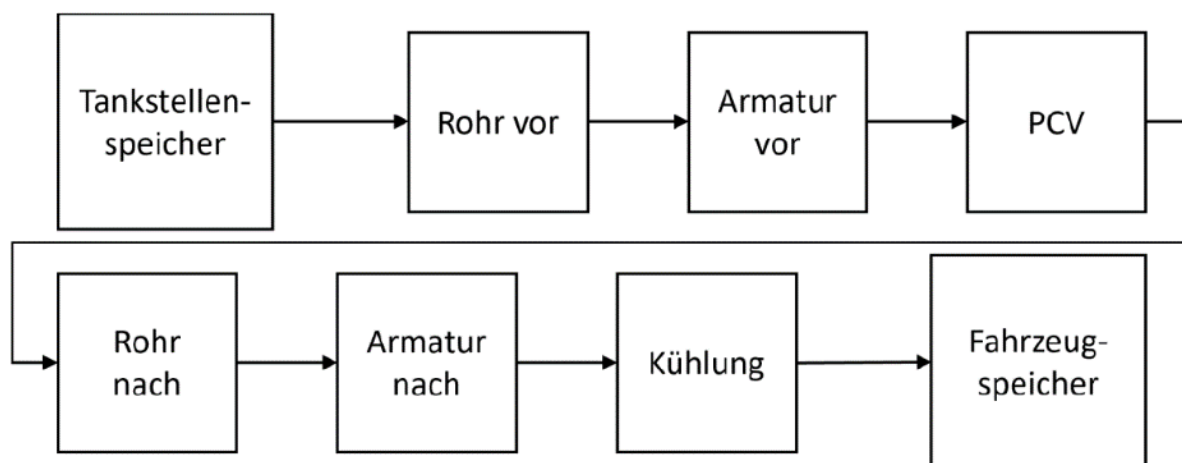 Tankstellen-
speicher
Rohr vor
Armatur
vor
PCV
Rohr
nach
Armatur
nach
Kühlung
Fahrzeug-
speicher